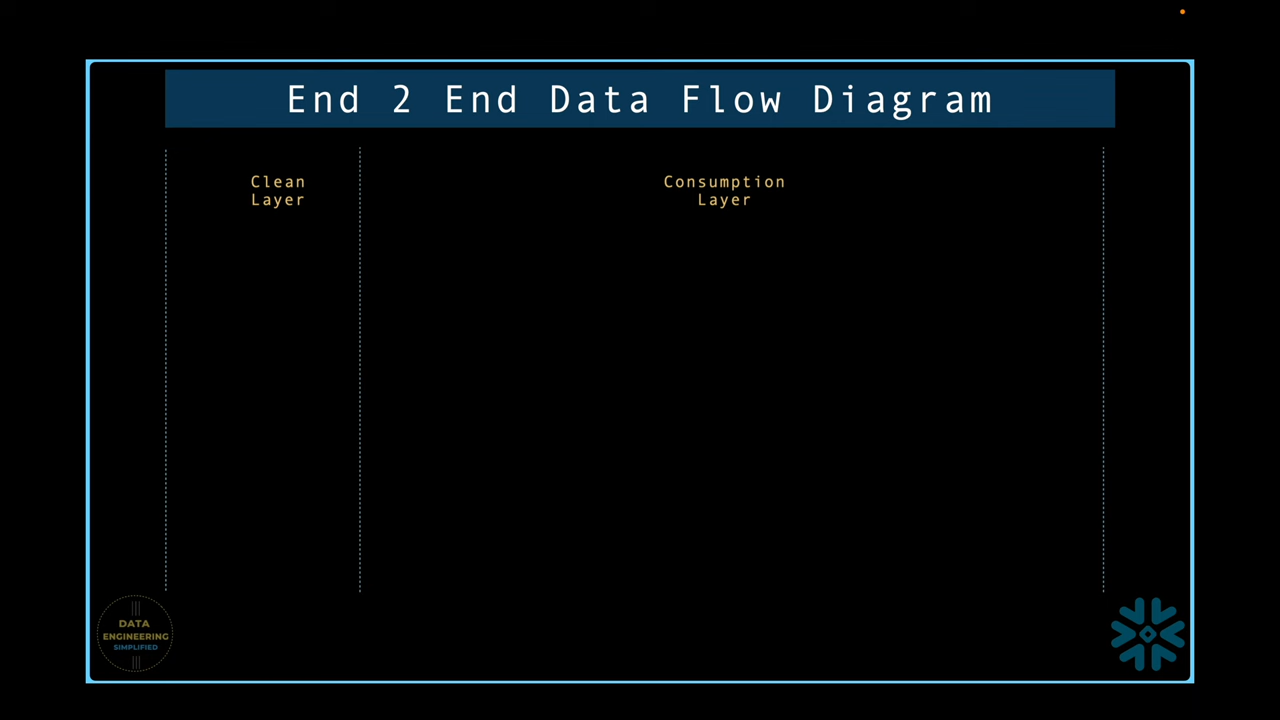 End 2 End Data Flow Diagram
Clean
Layer
Consumption
Layer
DATA
ENGINEERING
SIMPLIFIED